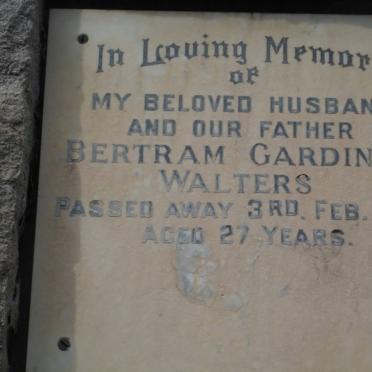 In Loving Memor
OF
MY BELOVED HUSBAN
AND OUR FATHER
BERTRAM GARDIN
WALTERS
PASSED AWAY 3RD. FEB.
AGED 27 YEARS.